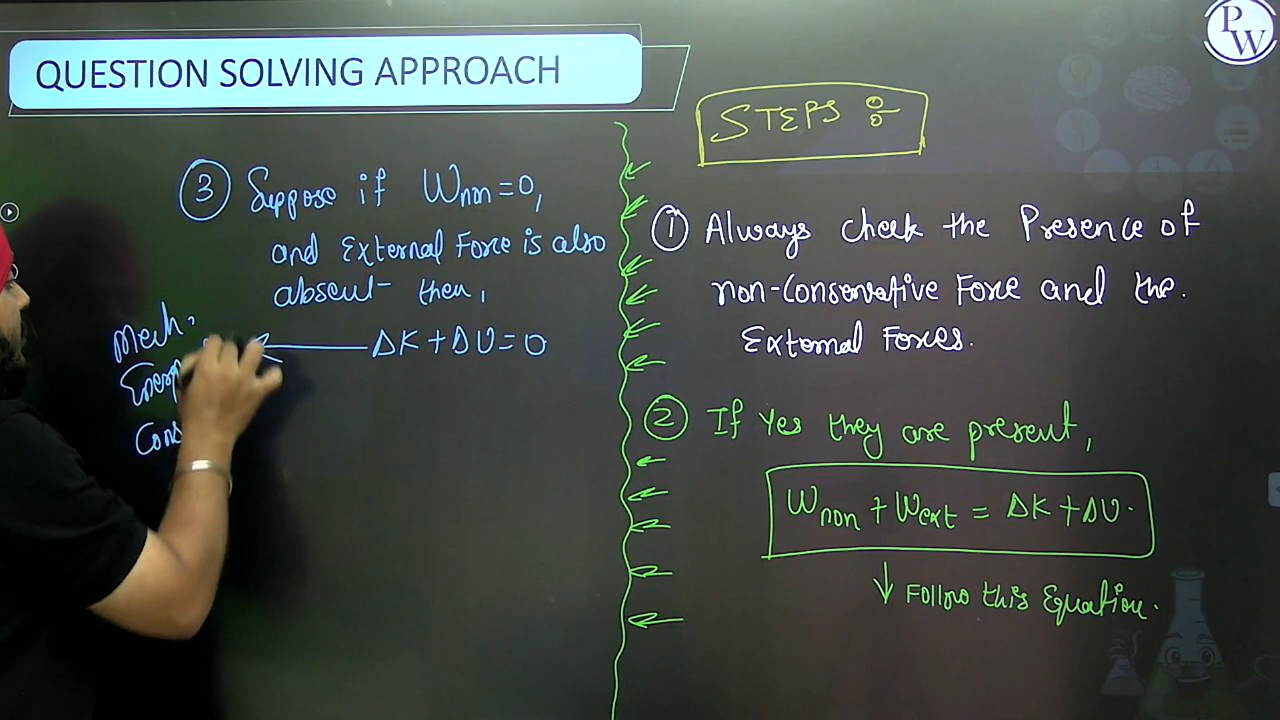 PW
QUESTION SOLVING APPROACH
STEPS :-
① Always check the Presence of
non-Conservative Force and the.
External Forces.
② If Yes they are present,
Wnon + Wext = ΔK + ΔU.
↓ Follow this Equation.
③ Suppose if Wnon = 0,
and External Force is also
absent then,
ΔK + ΔU = 0
Mech.